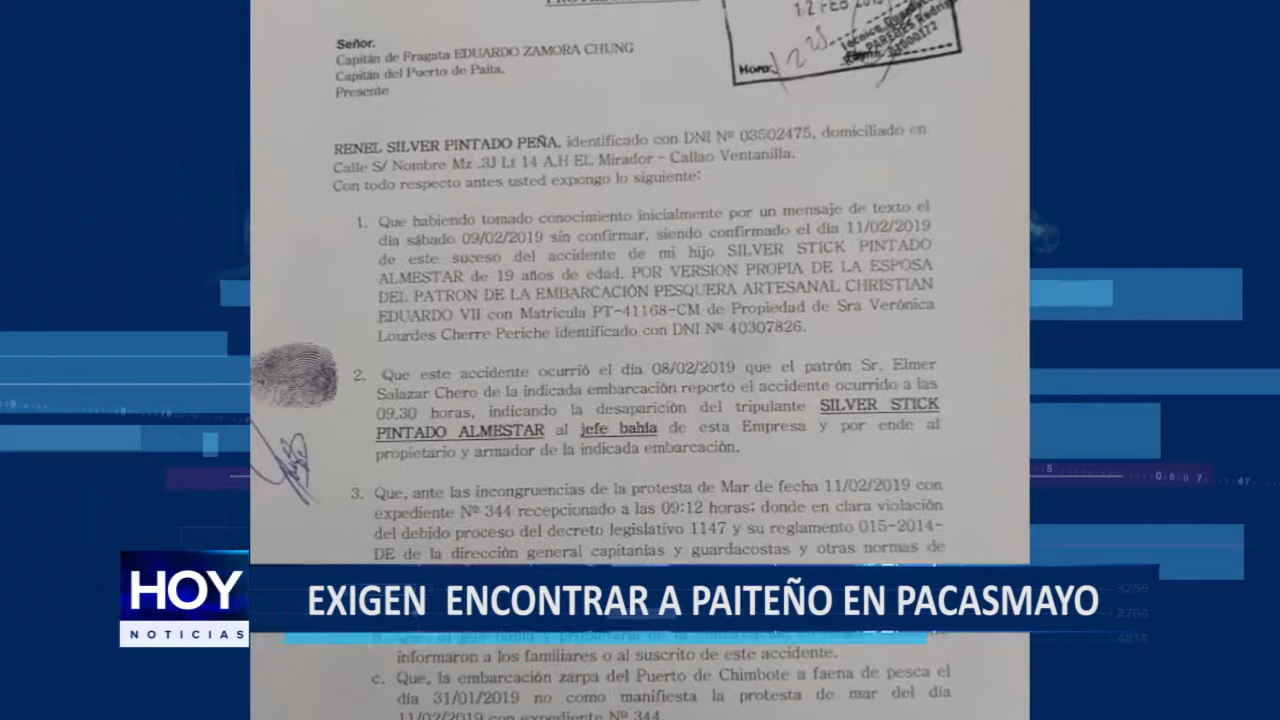 12 FEB
Señor.
Capitán de Fragata EDUARDO ZAMORA CHUNG
Capitán del Puerto de Paita.
Presente
Hora:
Técnico
PAREDES
RENEL SILVER PINTADO PEÑA, identificado con DNI Nº 03502475, domiciliado en
Calle S/ Nombre Mz .3J Lt 14 A.H EL Mirador - Callao Ventanilla.
Con todo respecto antes usted expongo lo siguiente:
1. Que habiendo tomado conocimiento inicialmente por un mensaje de texto el
día sábado 09/02/2019 sin confirmar, siendo confirmado el día 11/02/2019
de este suceso del accidente de mi hijo SILVER STICK PINTADO
ALMESTAR de 19 años de edad. POR VERSION PROPIA DE LA ESPOSA
DEL PATRON DE LA EMBARCACIÓN PESQUERA ARTESANAL CHRISTIAN
EDUARDO VII con Matricula PT-41168-CM de Propiedad de Sra Verónica
Lourdes Cherre Periche identificado con DNI Nº 40307826.
2. Que este accidente ocurrió el día 08/02/2019 que el patrón Sr. Elmer
Salazar Chero de la indicada embarcación reporto el accidente ocurrido a las
09.30 horas, indicando la desaparición del tripulante SILVER STICK
PINTADO ALMESTAR al jefe bahía de esta Empresa y por ende al
propietario y armador de la indicada embarcación.
3. Que, ante las incongruencias de la protesta de Mar de fecha 11/02/2019 con
expediente Nº 344 recepcionado a las 09:12 horas; donde en clara violación
del debido proceso del decreto legislativo 1147 y su reglamento 015-2014-
DE de la dirección general capitanías y guardacostas y otras normas de
HOY
NOTICIAS
EXIGEN ENCONTRAR A PAITEÑO EN PACASMAYO
informaron a los familiares o al suscrito de este accidente.
c. Que, la embarcación zarpa del Puerto de Chimbote a faena de pesca el
día 31/01/2019 no como manifiesta la protesta de mar del día
11/02/2019 con expediente Nº 344